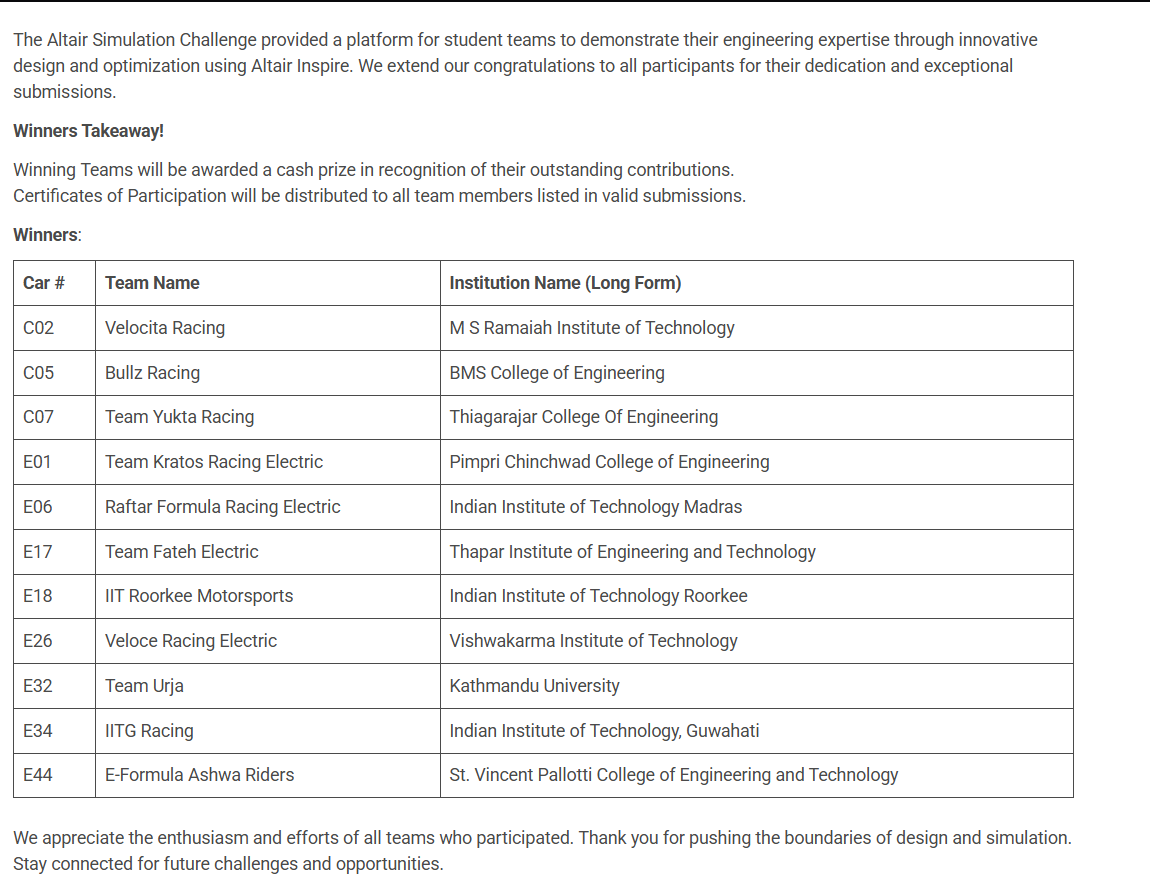 The Altair Simulation Challenge provided a platform for student teams to demonstrate their engineering expertise through innovative
design and optimization using Altair Inspire. We extend our congratulations to all participants for their dedication and exceptional
submissions.
Winners Takeaway!
Winning Teams will be awarded a cash prize in recognition of their outstanding contributions.
Certificates of Participation will be distributed to all team members listed in valid submissions.
Winners:
Car # Team Name Institution Name (Long Form)
C02 Velocita Racing M S Ramaiah Institute of Technology
C05 Bullz Racing BMS College of Engineering
C07 Team Yukta Racing Thiagarajar College Of Engineering
E01 Team Kratos Racing Electric Pimpri Chinchwad College of Engineering
E06 Raftar Formula Racing Electric Indian Institute of Technology Madras
E17 Team Fateh Electric Thapar Institute of Engineering and Technology
E18 IIT Roorkee Motorsports Indian Institute of Technology Roorkee
E26 Veloce Racing Electric Vishwakarma Institute of Technology
E32 Team Urja Kathmandu University
E34 IITG Racing Indian Institute of Technology, Guwahati
E44 E-Formula Ashwa Riders St. Vincent Pallotti College of Engineering and Technology
We appreciate the enthusiasm and efforts of all teams who participated. Thank you for pushing the boundaries of design and simulation.
Stay connected for future challenges and opportunities.